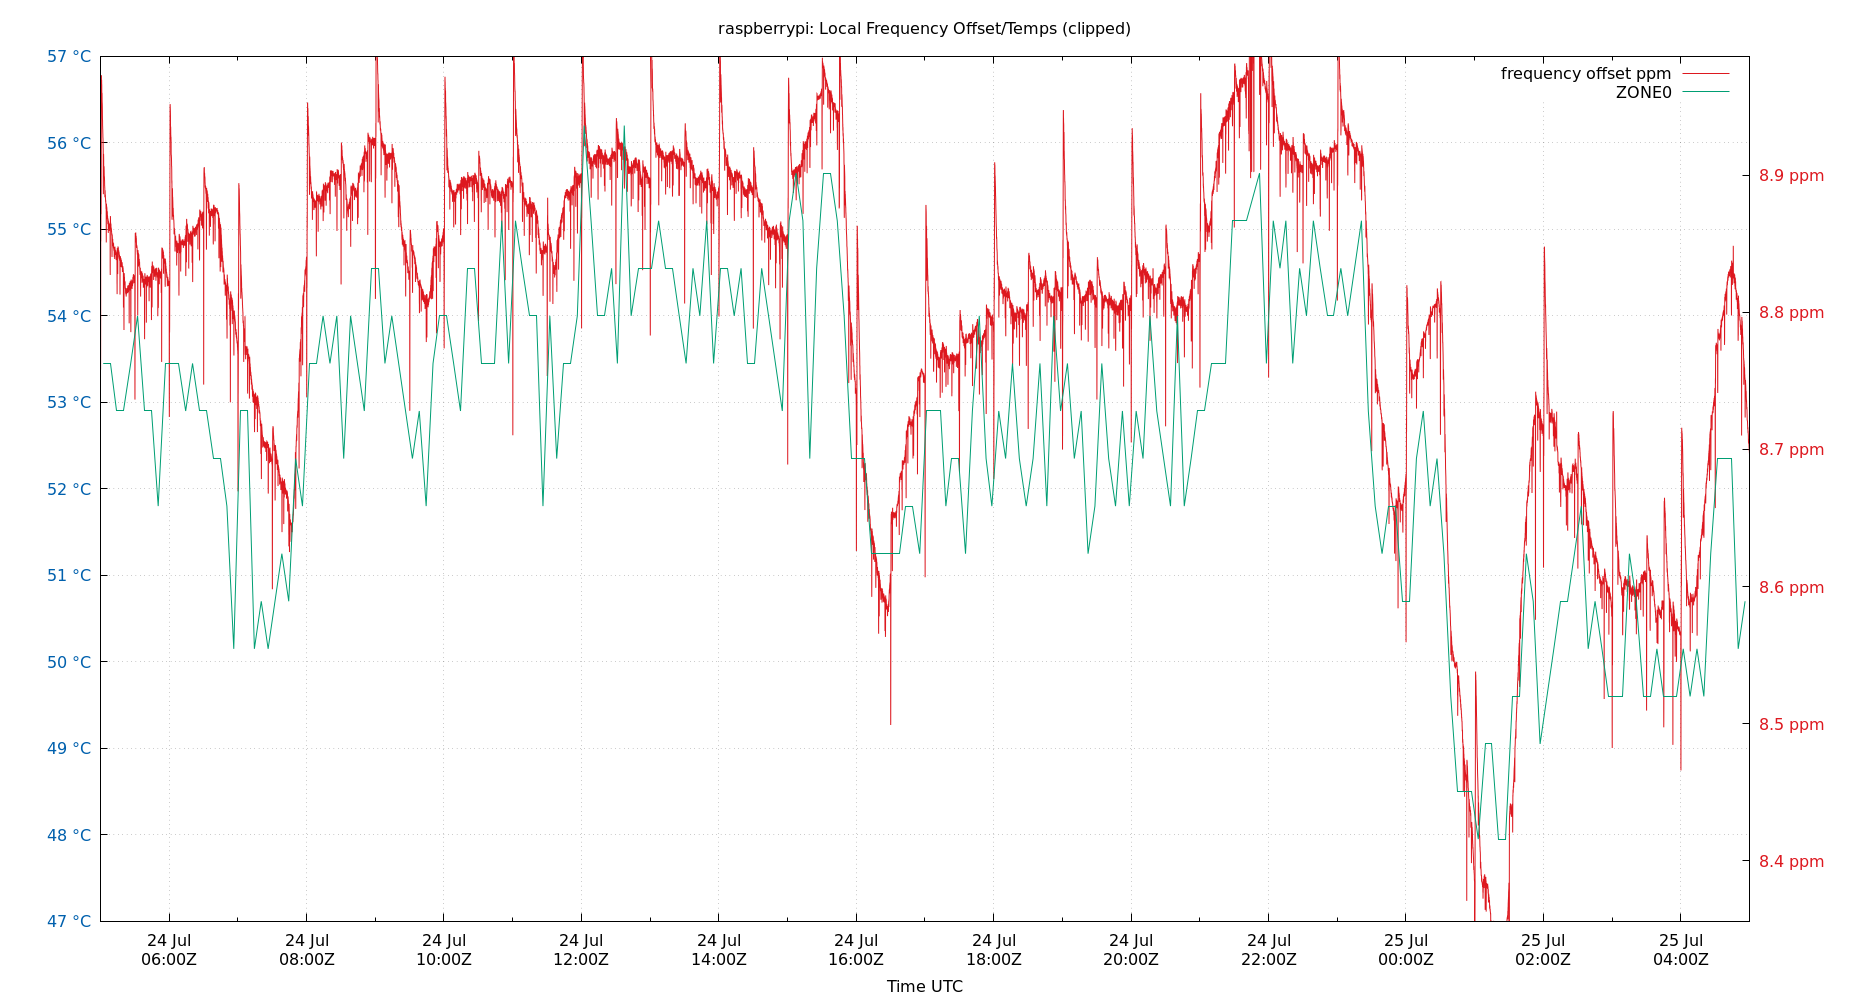 raspberrypi: Local Frequency Offset/Temps (clipped)
57 °C
56 °C
55 °C
54 °C
53 °C
52 °C
51 °C
50 °C
49 °C
48 °C
47 °C
frequency offset ppm
ZONE0
8.9 ppm
8.8 ppm
8.7 ppm
8.6 ppm
8.5 ppm
8.4 ppm
24 Jul 24 Jul 24 Jul 24 Jul 24 Jul 24 Jul 24 Jul 24 Jul 24 Jul 25 Jul 25 Jul 25 Jul
06:00Z 08:00Z 10:00Z 12:00Z 14:00Z 16:00Z 18:00Z 20:00Z 22:00Z 00:00Z 02:00Z 04:00Z
Time UTC